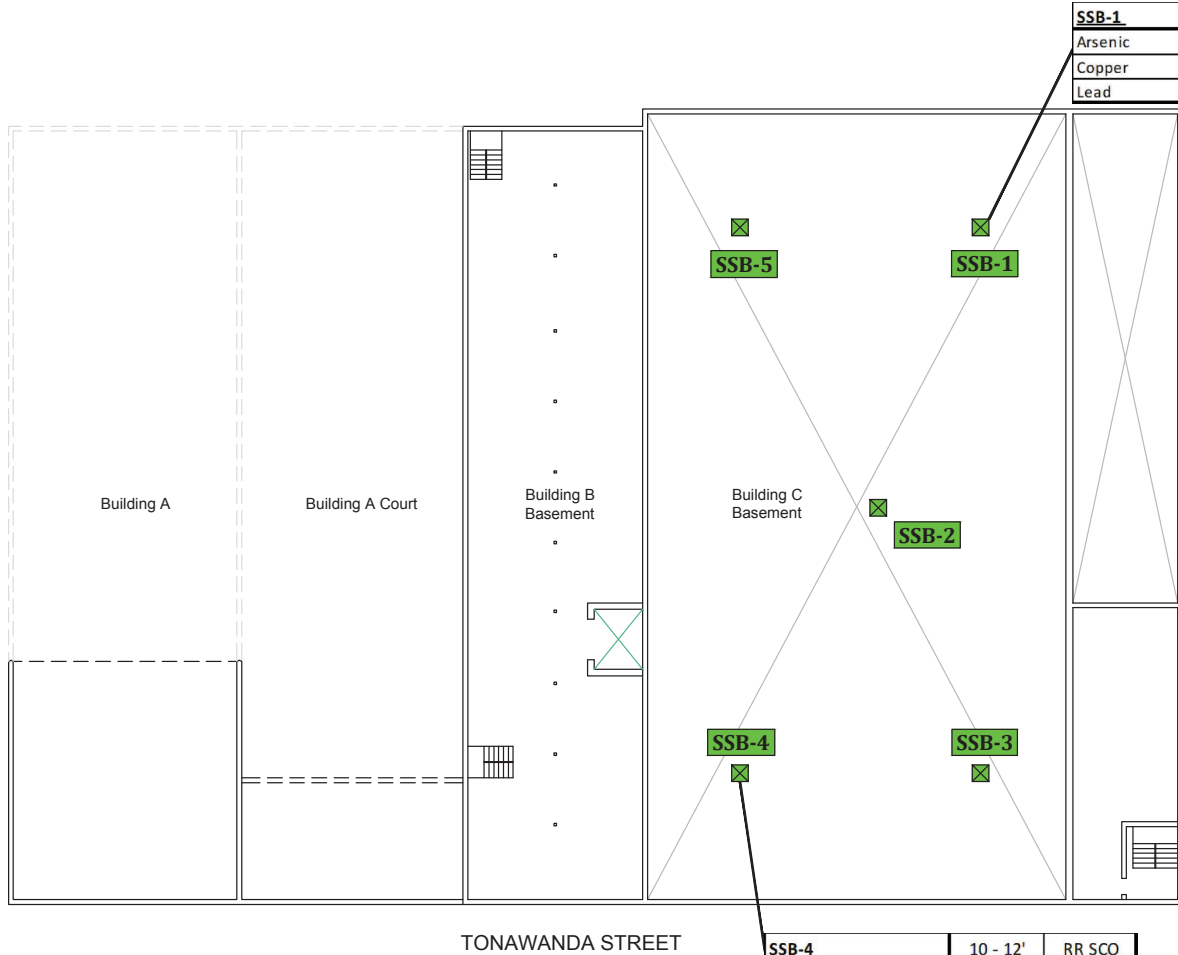 SSB-1
Arsenic
Copper
Lead
SSB-5
SSB-1
Building A
Building A Court
Building B
Basement
Building C
Basement
SSB-2
SSB-4
SSB-3
TONAWANDA STREET
SSB-4 10 - 12' RR SCO